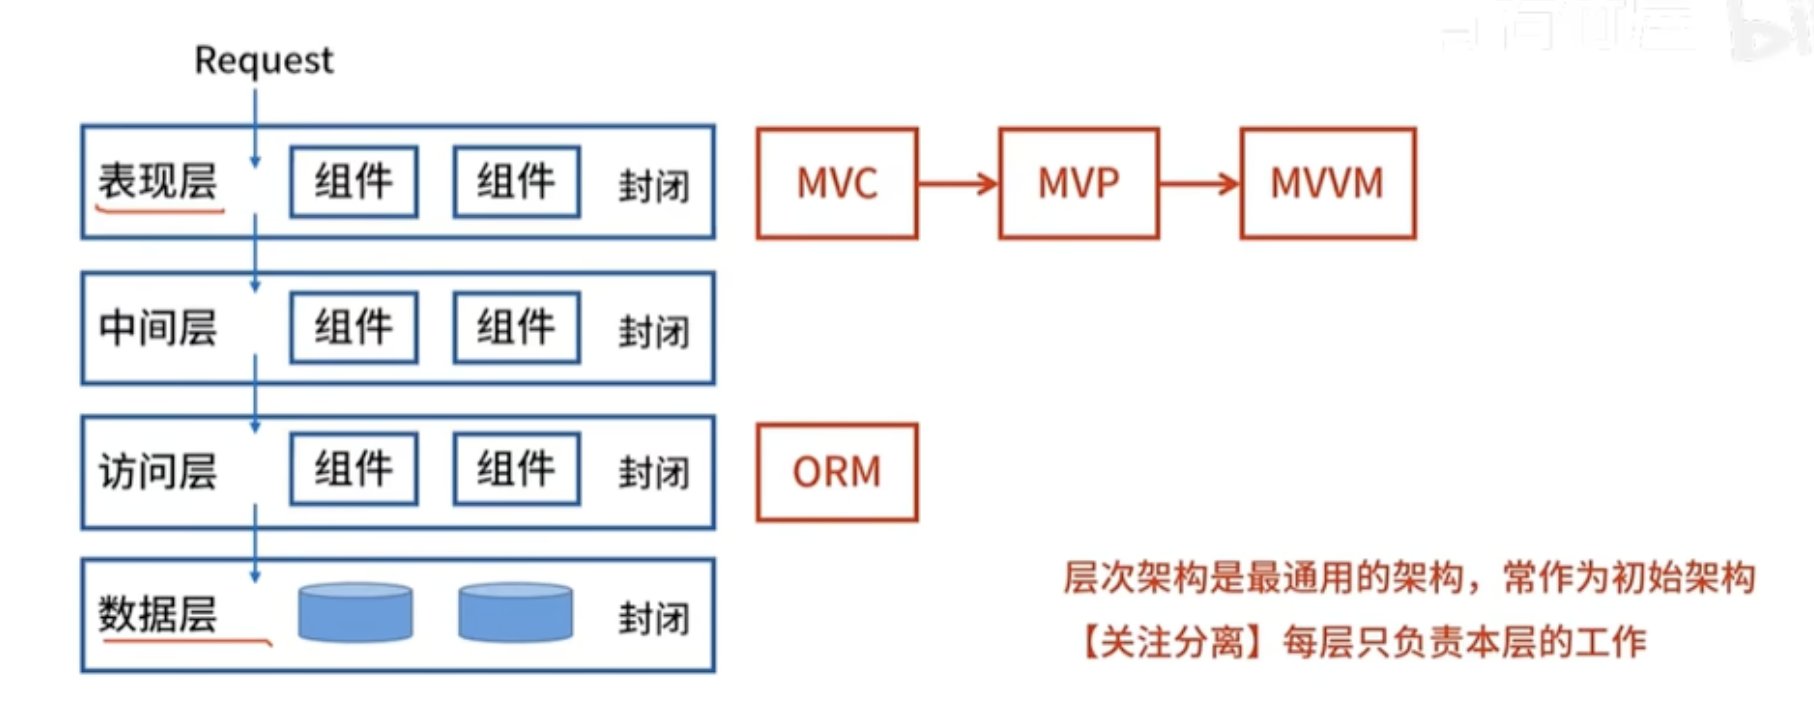 Request
表现层 组件 组件 封闭 MVC MVP MVVM
中间层 组件 组件 封闭
访问层 组件 组件 封闭 ORM
数据层 封闭
层次架构是最通用的架构，常作为初始架构
【关注分离】每层只负责本层的工作